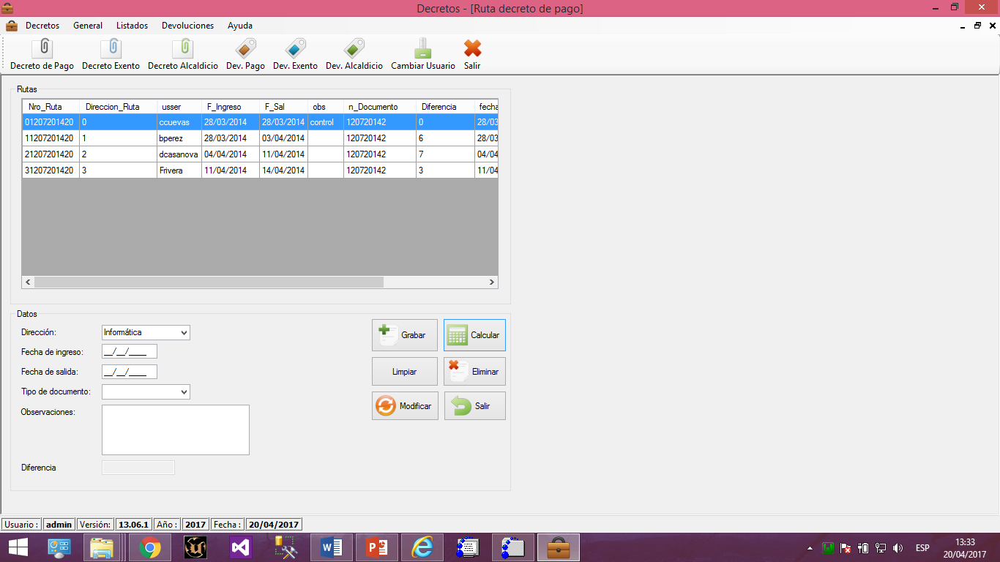 Decretos - [Ruta decreto de pago]
Decretos General Listados Devoluciones Ayuda
Decreto de Pago Decreto Exento Decreto Alcaldicio Dev. Pago Dev. Exento Dev. Alcaldicio Cambiar Usuario Salir
Rutas
Nro_Ruta Direccion_Ruta usser F_Ingreso F_Sal obs n_Documento Diferencia fecha
01207201420 0 ccuevas 28/03/2014 28/03/2014 control 120720142 0 28/03
11207201420 1 bperez 28/03/2014 03/04/2014 120720142 6 28/03
21207201420 2 dcasanova 04/04/2014 11/04/2014 120720142 7 04/04
31207201420 3 Frivera 11/04/2014 14/04/2014 120720142 3 11/04
Datos
Dirección: Informática
Fecha de ingreso: __/__/____
Fecha de salida: __/__/____
Tipo de documento:
Observaciones:
Diferencia
Grabar Calcular
Limpiar Eliminar
Modificar Salir
Usuario : admin Versión: 13.06.1 Año : 2017 Fecha : 20/04/2017
ESP
13:33
20/04/2017